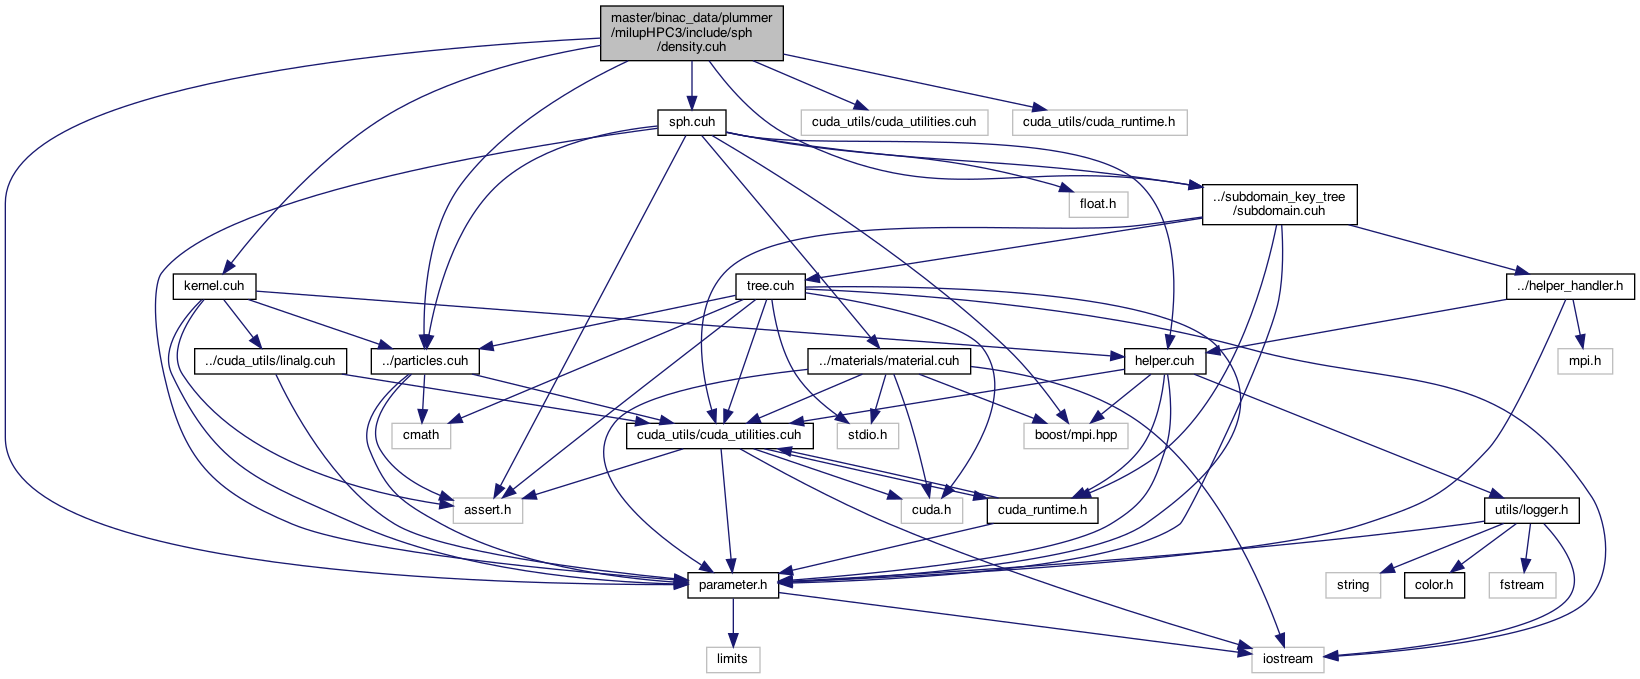 master/binac_data/plummer
/milupHPC3/include/sph
/density.cuh
sph.cuh
cuda_utils/cuda_utilities.cuh
cuda_utils/cuda_runtime.h
float.h
../subdomain_key_tree
/subdomain.cuh
kernel.cuh
tree.cuh
../helper_handler.h
../cuda_utils/linalg.cuh
../particles.cuh
../materials/material.cuh
helper.cuh
mpi.h
cmath
cuda_utils/cuda_utilities.cuh
stdio.h
boost/mpi.hpp
assert.h
cuda.h
cuda_runtime.h
utils/logger.h
parameter.h
string
color.h
fstream
limits
iostream